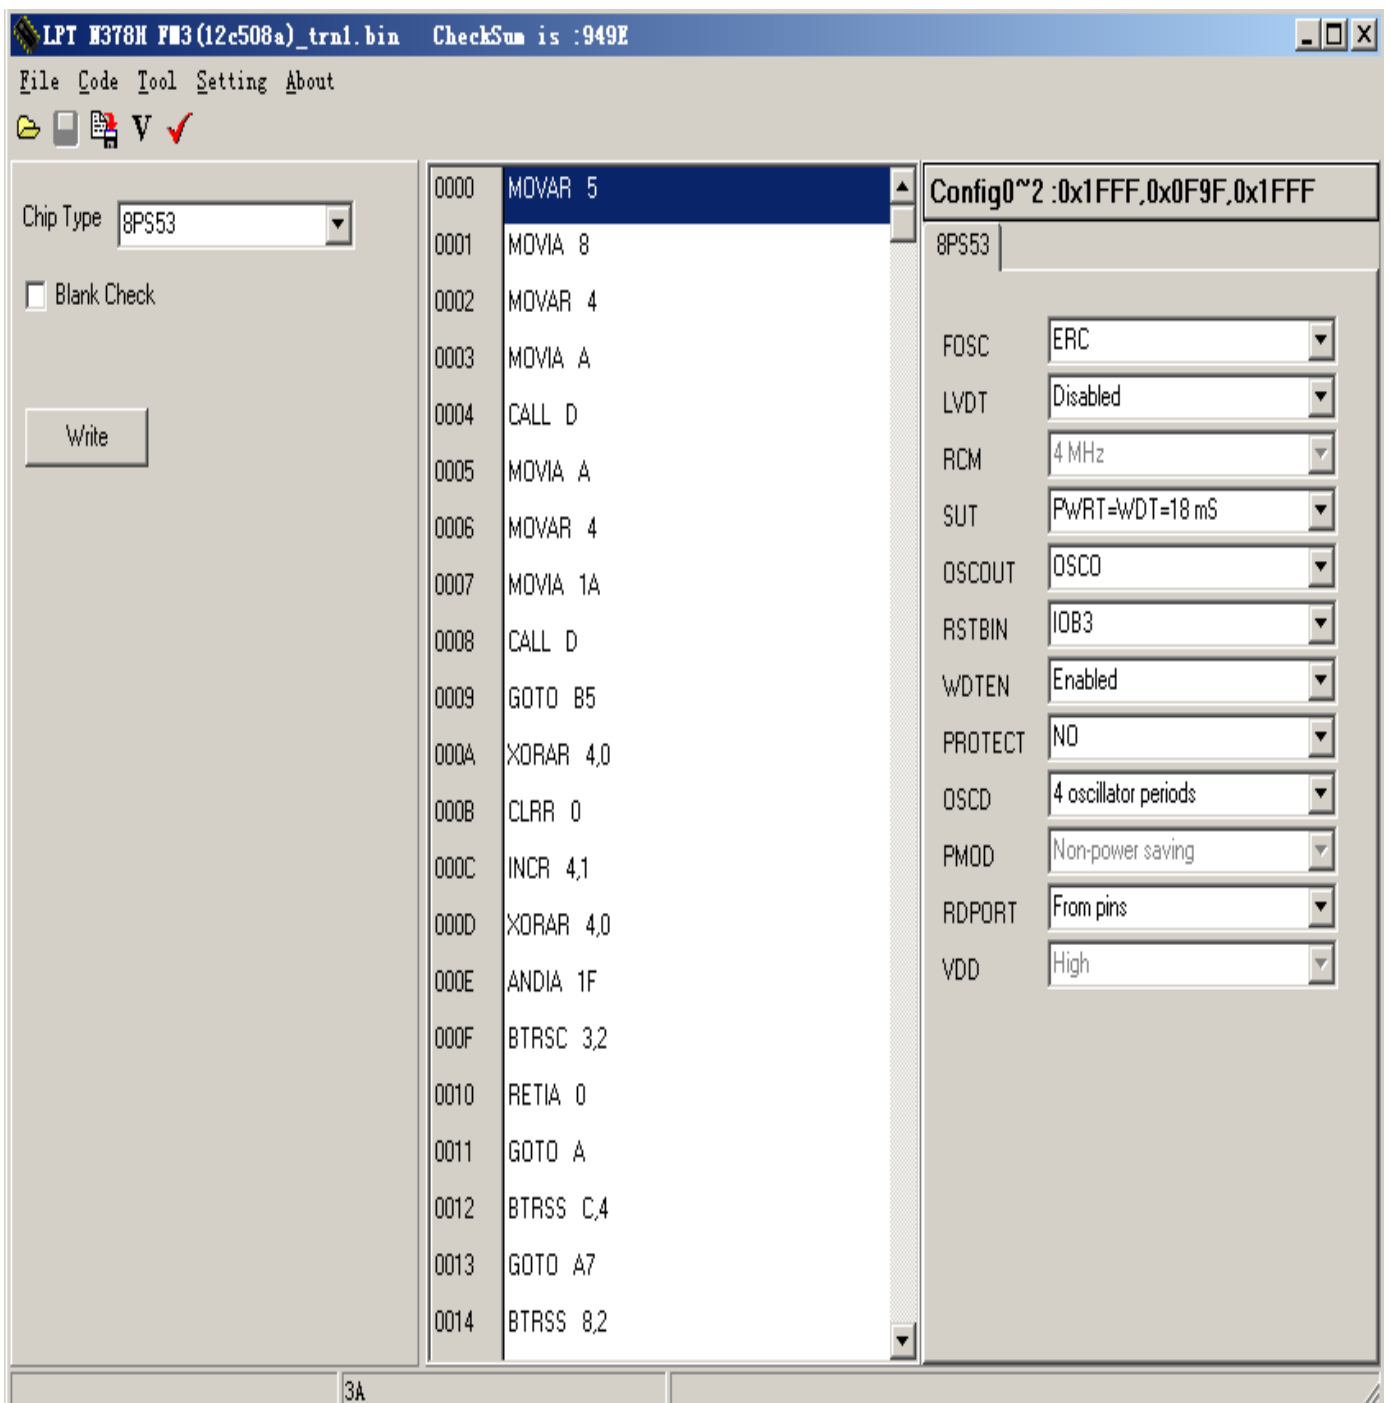 LPT N378H FM3(12c508a)_trn1.bin CheckSum is :949E
File Code Tool Setting About
V
Chip Type 8PS53
Blank Check
Write
0000 MOVAR 5
0001 MOVIA 8
0002 MOVAR 4
0003 MOVIA A
0004 CALL D
0005 MOVIA A
0006 MOVAR 4
0007 MOVIA 1A
0008 CALL D
0009 GOTO B5
000A XORAR 4,0
000B CLRR 0
000C INCR 4,1
000D XORAR 4,0
000E ANDIA 1F
000F BTRSC 3,2
0010 RETIA 0
0011 GOTO A
0012 BTRSS C,4
0013 GOTO A7
0014 BTRSS 8,2
Config0~2 :0x1FFF,0x0F9F,0x1FFF
8PS53
FOSC ERC
LVDT Disabled
RCM 4 MHz
SUT PWRT=WDT=18 mS
OSCOUT OSCO
RSTBIN IOB3
WDTEN Enabled
PROTECT NO
OSCD 4 oscillator periods
PMOD Non-power saving
RDPORT From pins
VDD High
3A